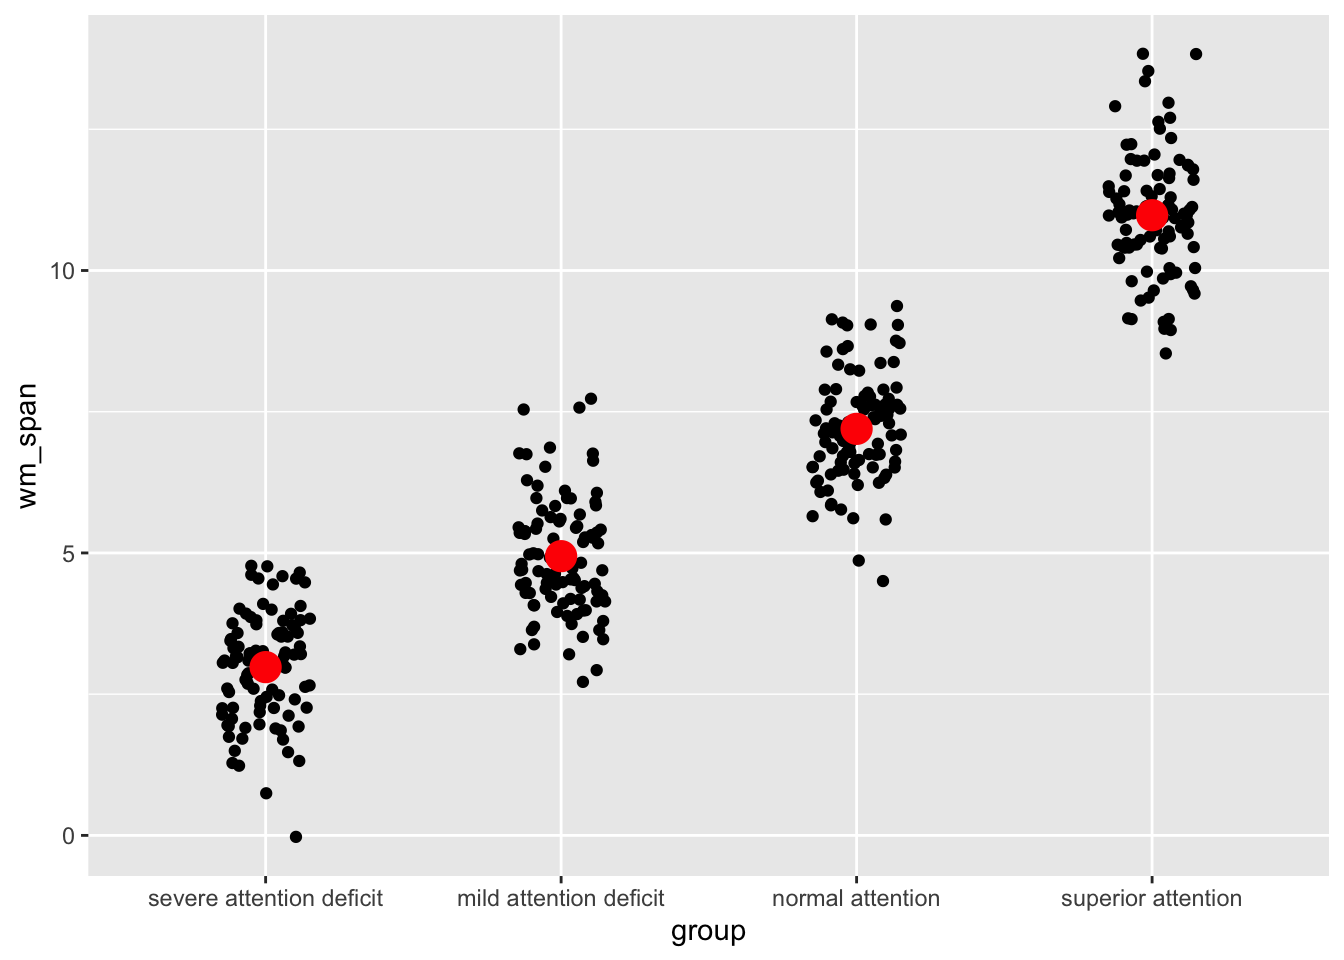 wm_span
10
5
0
severe attention deficit
mild attention deficit
normal attention
superior attention
group